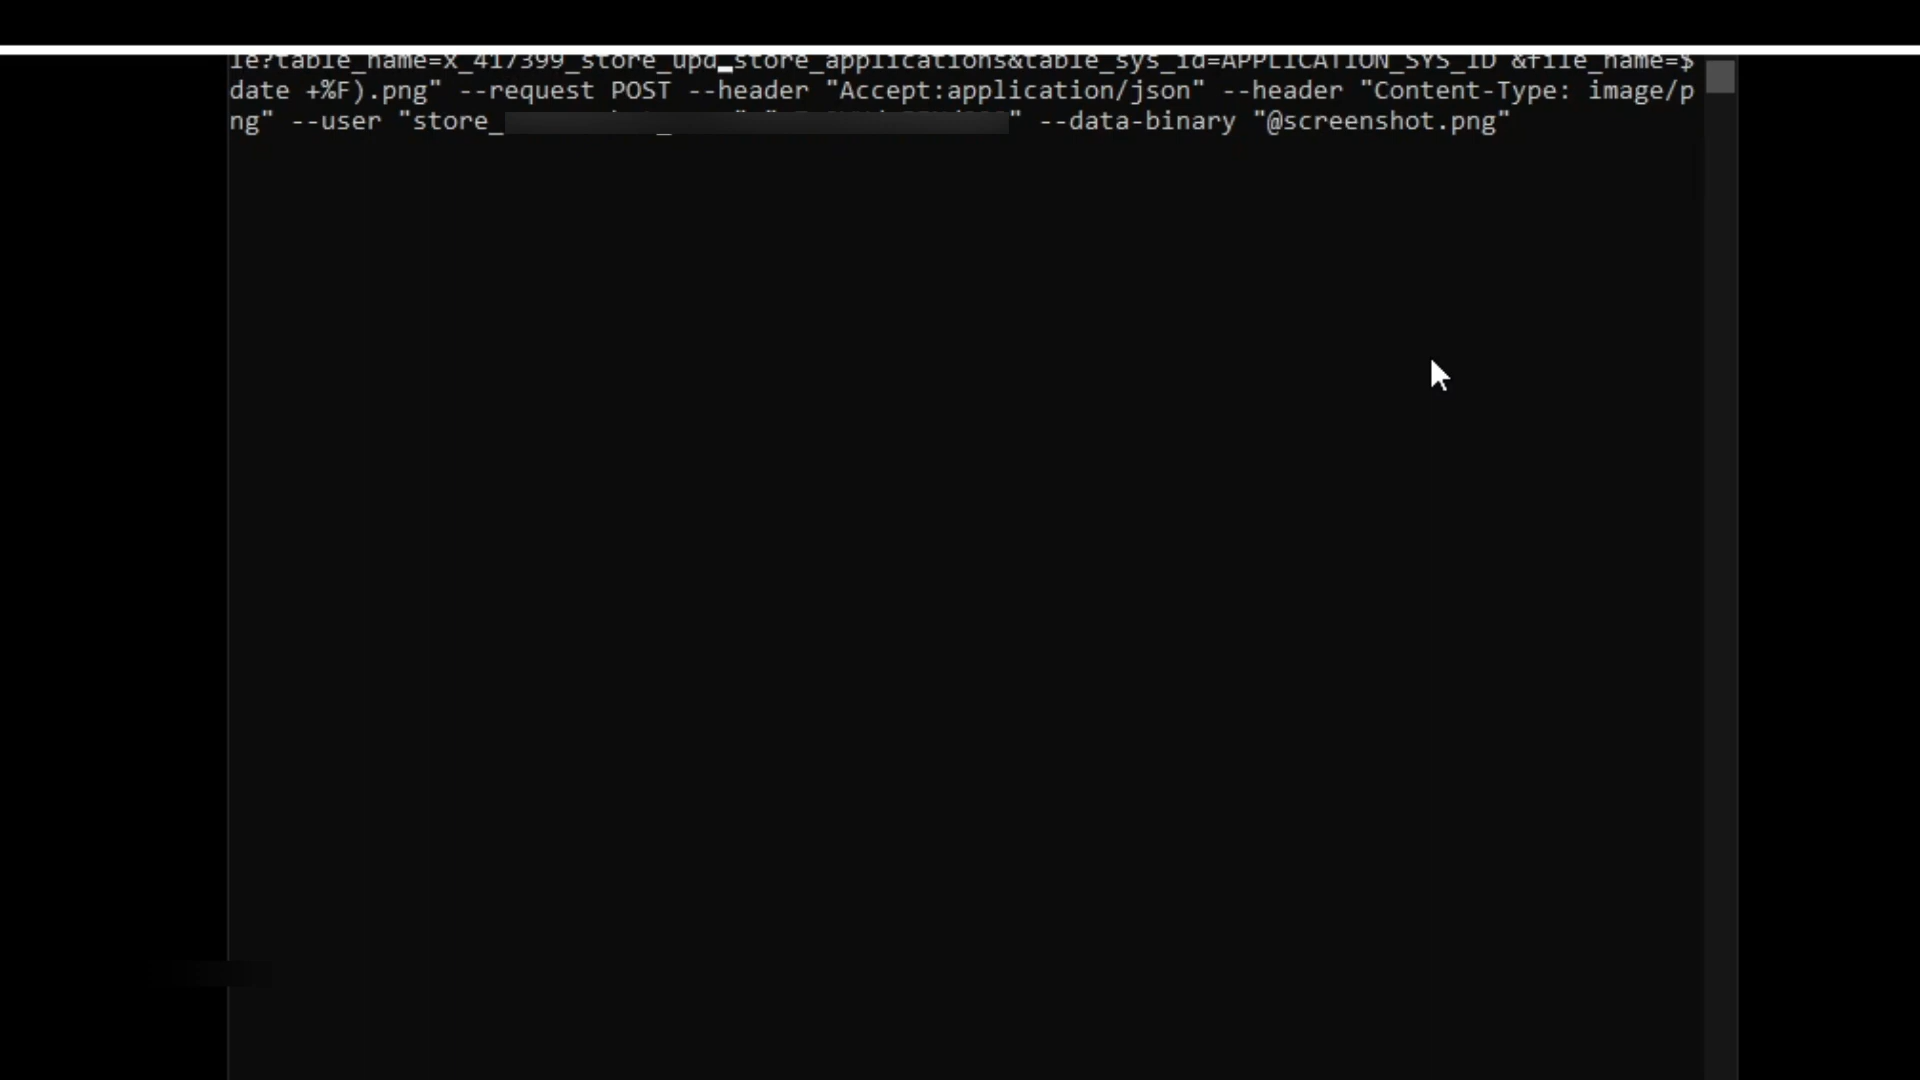 le?table_name=x_417399_store_upd_store_applications&table_sys_id=APPLICATION_SYS_ID &file_name=$
date +%F).png" --request POST --header "Accept:application/json" --header "Content-Type: image/p
ng" --user "store_ " --data-binary "@screenshot.png"